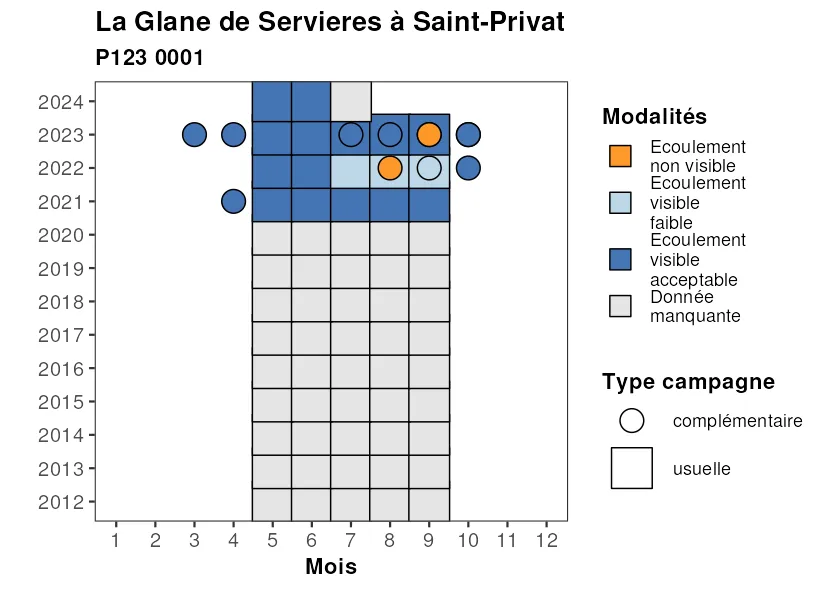 La Glane de Servieres à Saint-Privat
P123 0001
2024
2023
2022
2021
2020
2019
2018
2017
2016
2015
2014
2013
2012
1 2 3 4 5 6 7 8 9 10 11 12
Mois
Modalités
Ecoulement
non visible
Ecoulement
visible
faible
Ecoulement
visible
acceptable
Donnée
manquante
Type campagne
complémentaire
usuelle